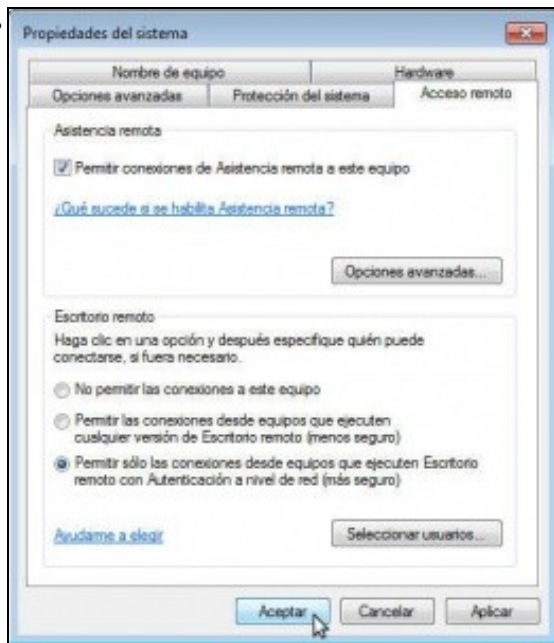 Propiedades del sistema
Nombre de equipo
Hardware
Opciones avanzadas
Protección del sistema
Acceso remoto
Asistencia remota
Permitir conexiones de Asistencia remota a este equipo
¿Qué sucede si se habilita Asistencia remota?
Opciones avanzadas...
Escritorio remoto
Haga clic en una opción y después especifique quién puede
conectarse, si fuera necesario.
No permitir las conexiones a este equipo
Permitir las conexiones desde equipos que ejecuten
cualquier versión de Escritorio remoto (menos seguro)
Permitir sólo las conexiones desde equipos que ejecuten Escritorio
remoto con Autenticación a nivel de red (más seguro)
Ayudarme a elegir
Seleccionar usuarios...
Aceptar
Cancelar
Aplicar